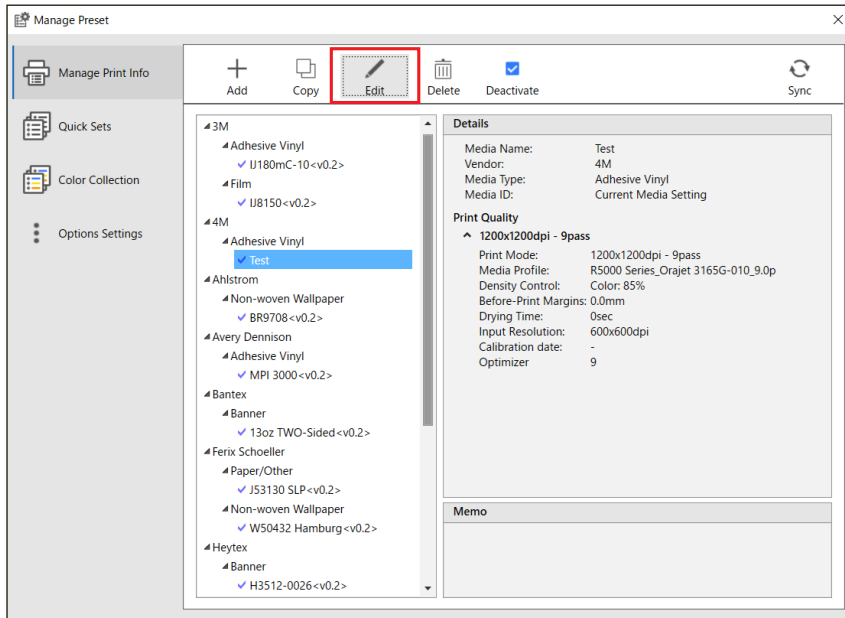 Manage Preset
Manage Print Info
Quick Sets
Color Collection
Options Settings
Add
Copy
Edit
Delete
Deactivate
Sync
3M
Adhesive Vinyl
IJ180mC-10<v0.2>
Film
IJ8150<v0.2>
4M
Adhesive Vinyl
Test
Ahlstrom
Non-woven Wallpaper
BR9708<v0.2>
Avery Dennison
Adhesive Vinyl
MPI 3000<v0.2>
Bantex
Banner
13oz TWO-Sided<v0.2>
Ferix Schoeller
Paper/Other
J53130 SLP<v0.2>
Non-woven Wallpaper
W50432 Hamburg<v0.2>
Heytex
Banner
H3512-0026<v0.2>
Details
Media Name: Test
Vendor: 4M
Media Type: Adhesive Vinyl
Media ID: Current Media Setting
Print Quality
1200x1200dpi - 9pass
Print Mode: 1200x1200dpi - 9pass
Media Profile: R5000 Series_Orajet 3165G-010_9.0p
Density Control: Color: 85%
Before-Print Margins: 0.0mm
Drying Time: 0sec
Input Resolution: 600x600dpi
Calibration date: -
Optimizer 9
Memo